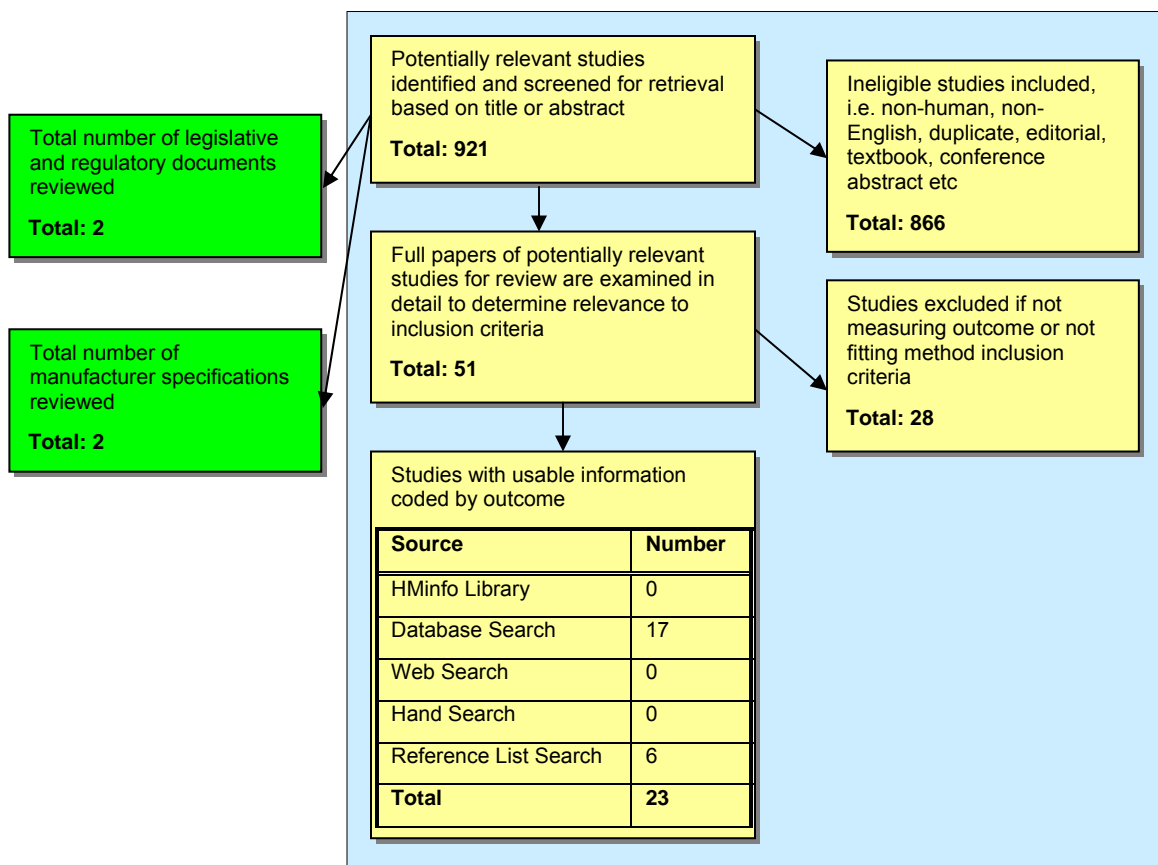 Potentially relevant studies
identified and screened for retrieval
based on title or abstract
Total: 921
Ineligible studies included,
i.e. non-human, non-
English, duplicate, editorial,
textbook, conference
abstract etc
Total: 866
Total number of legislative
and regulatory documents
reviewed
Total: 2
Full papers of potentially relevant
studies for review are examined in
detail to determine relevance to
inclusion criteria
Total: 51
Studies excluded if not
measuring outcome or not
fitting method inclusion
criteria
Total: 28
Total number of
manufacturer specifications
reviewed
Total: 2
Studies with usable information
coded by outcome
Source Number
HMinfo Library 0
Database Search 17
Web Search 0
Hand Search 0
Reference List Search 6
Total 23